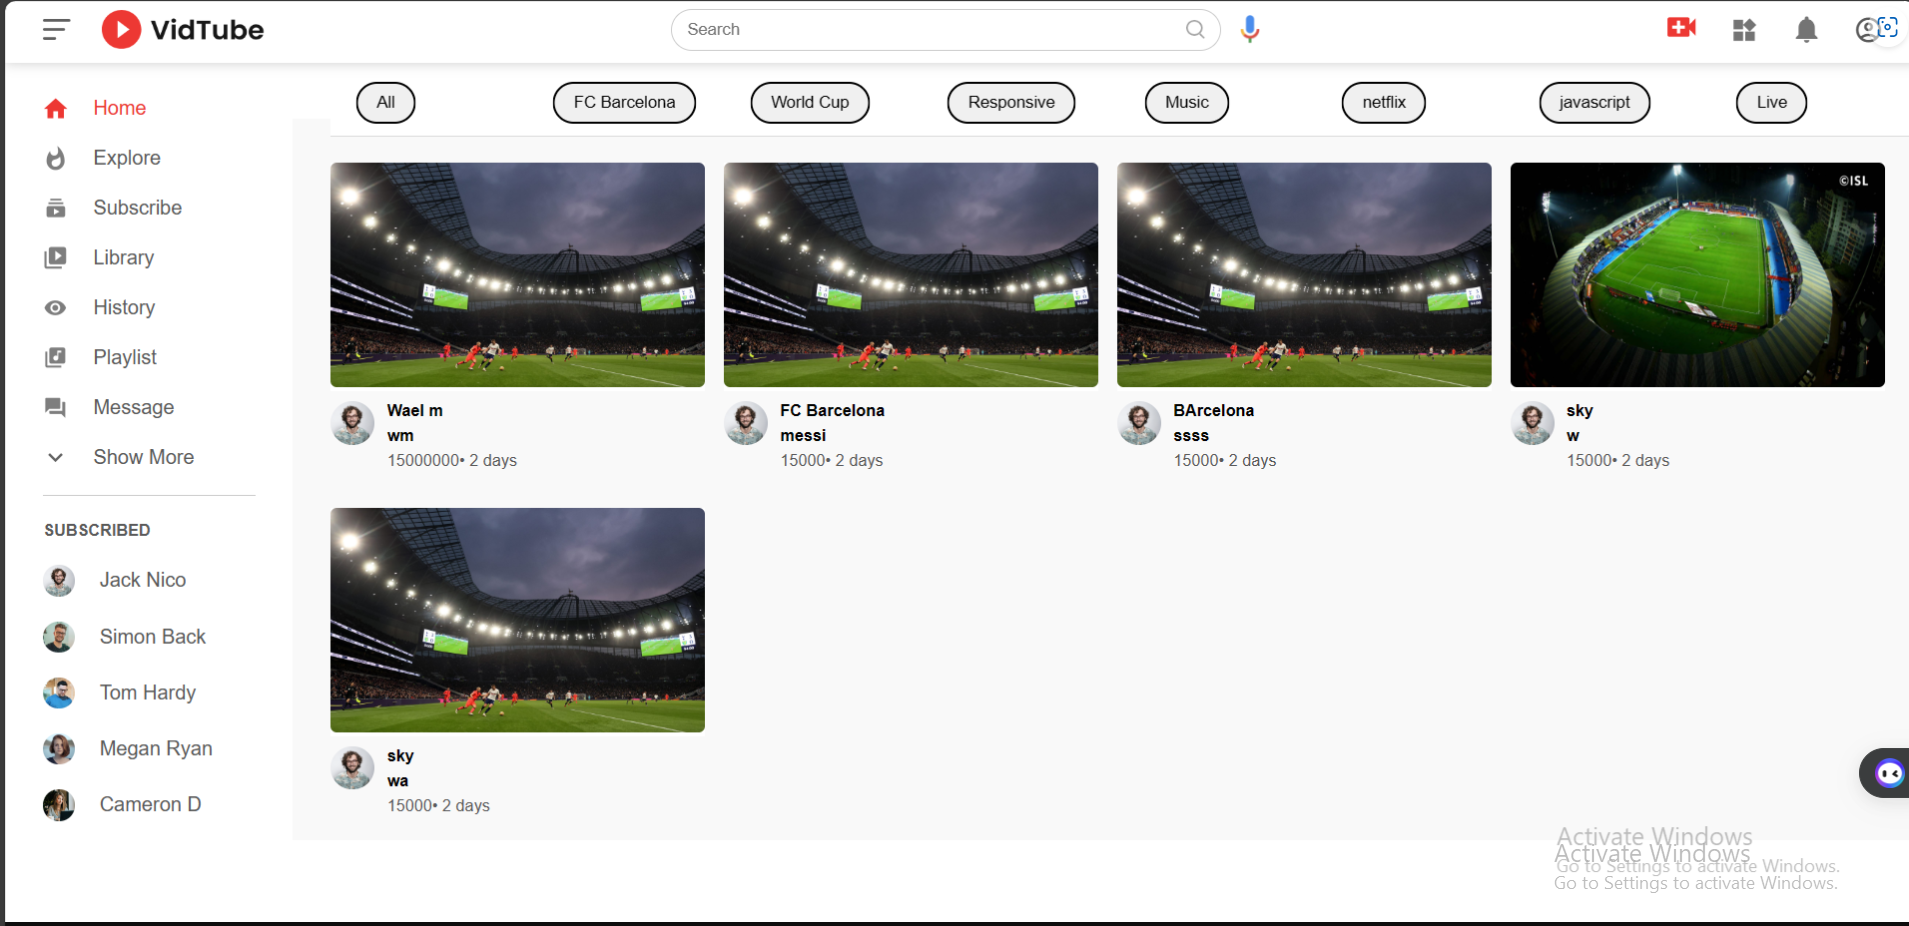 VidTube
Search
Home
Explore
Subscribe
Library
History
Playlist
Message
Show More
SUBSCRIBED
Jack Nico
Simon Back
Tom Hardy
Megan Ryan
Cameron D
All
FC Barcelona
World Cup
Responsive
Music
netflix
javascript
Live
©ISL
Wael m
wm
15000000• 2 days
FC Barcelona
messi
15000• 2 days
BArcelona
ssss
15000• 2 days
sky
w
15000• 2 days
sky
wa
15000• 2 days
Activate Windows
Activate Windows
Go to Settings to activate Windows.
Go to Settings to activate Windows.